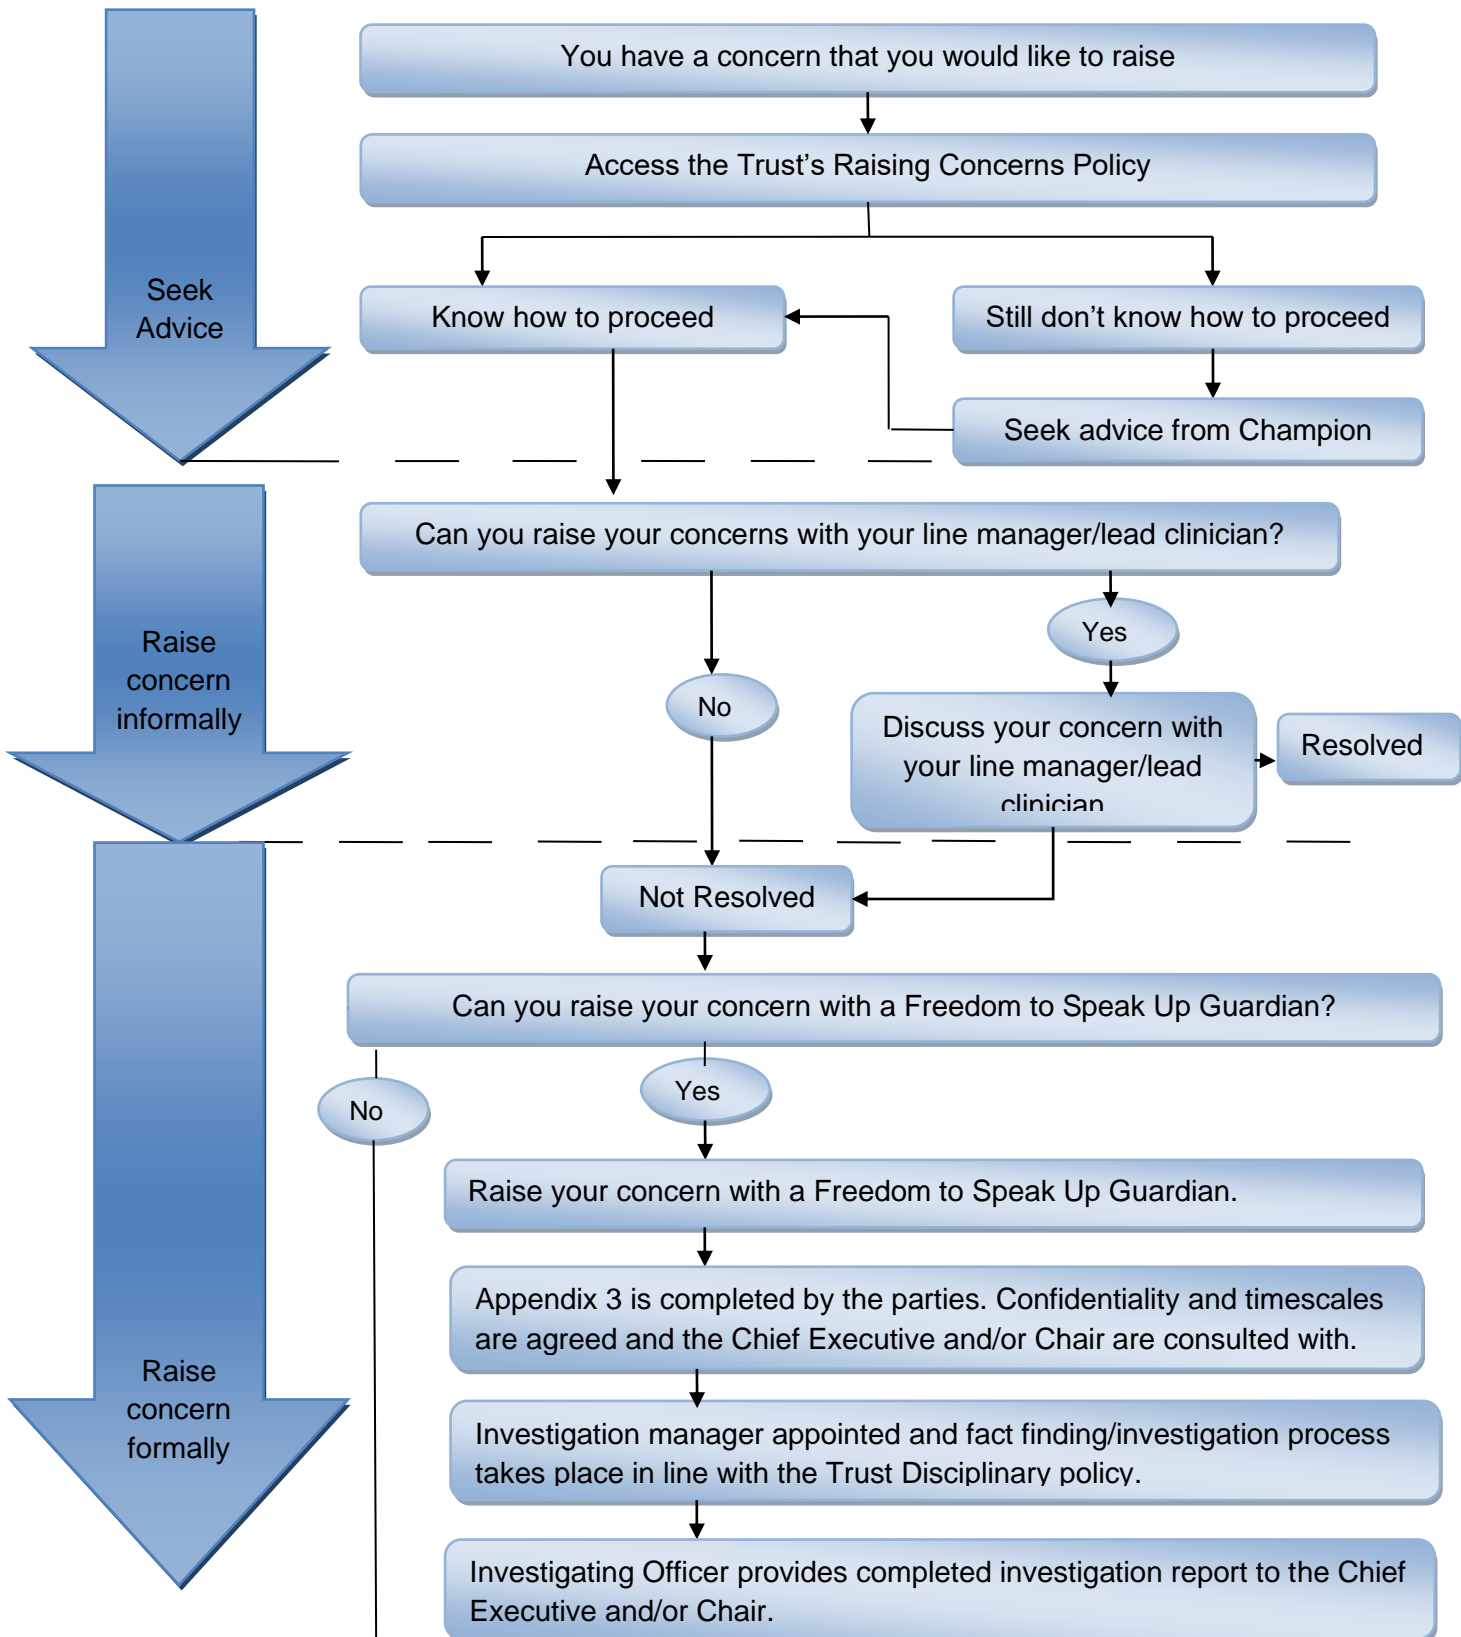 You have a concern that you would like to raise
Access the Trust’s Raising Concerns Policy
Seek
Advice
Know how to proceed
Still don’t know how to proceed
Seek advice from Champion
Can you raise your concerns with your line manager/lead clinician?
Raise
concern
informally
Yes
No
Discuss your concern with
your line manager/lead
clinician
Resolved
Not Resolved
Can you raise your concern with a Freedom to Speak Up Guardian?
No
Yes
Raise your concern with a Freedom to Speak Up Guardian.
Appendix 3 is completed by the parties. Confidentiality and timescales
are agreed and the Chief Executive and/or Chair are consulted with.
Raise
concern
formally
Investigation manager appointed and fact finding/investigation process
takes place in line with the Trust Disciplinary policy.
Investigating Officer provides completed investigation report to the Chief
Executive and/or Chair.